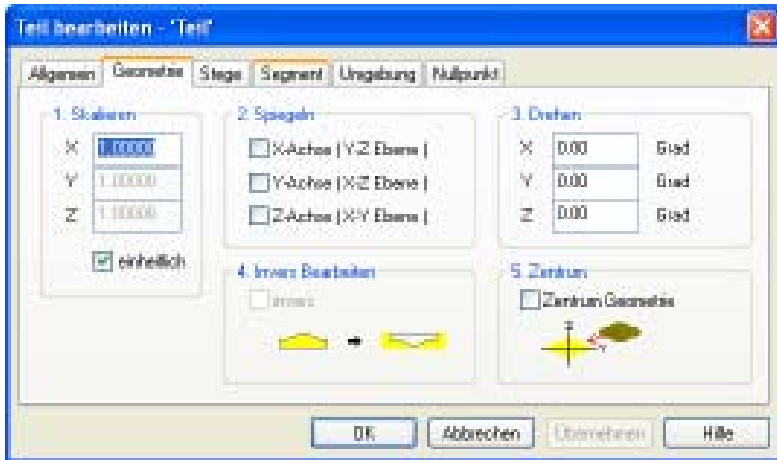 Teil bearbeiten - 'Teil'
Allgemein Geometrie Stege Segment Umgebung Nullpunkt
1. Skalieren
X 1.00000
Y 1.00000
Z 1.00000
einheitlich
2. Spiegeln
X-Achse ( Y-Z Ebene )
Y-Achse ( X-Z Ebene )
Z-Achse ( X-Y Ebene )
3. Drehen
X 0.00 Grad
Y 0.00 Grad
Z 0.00 Grad
4. Invers Bearbeiten
Invers
5. Zentrum
Zentrum Geometrie
Z
Y
OK Abbrechen Übernehmen Hilfe